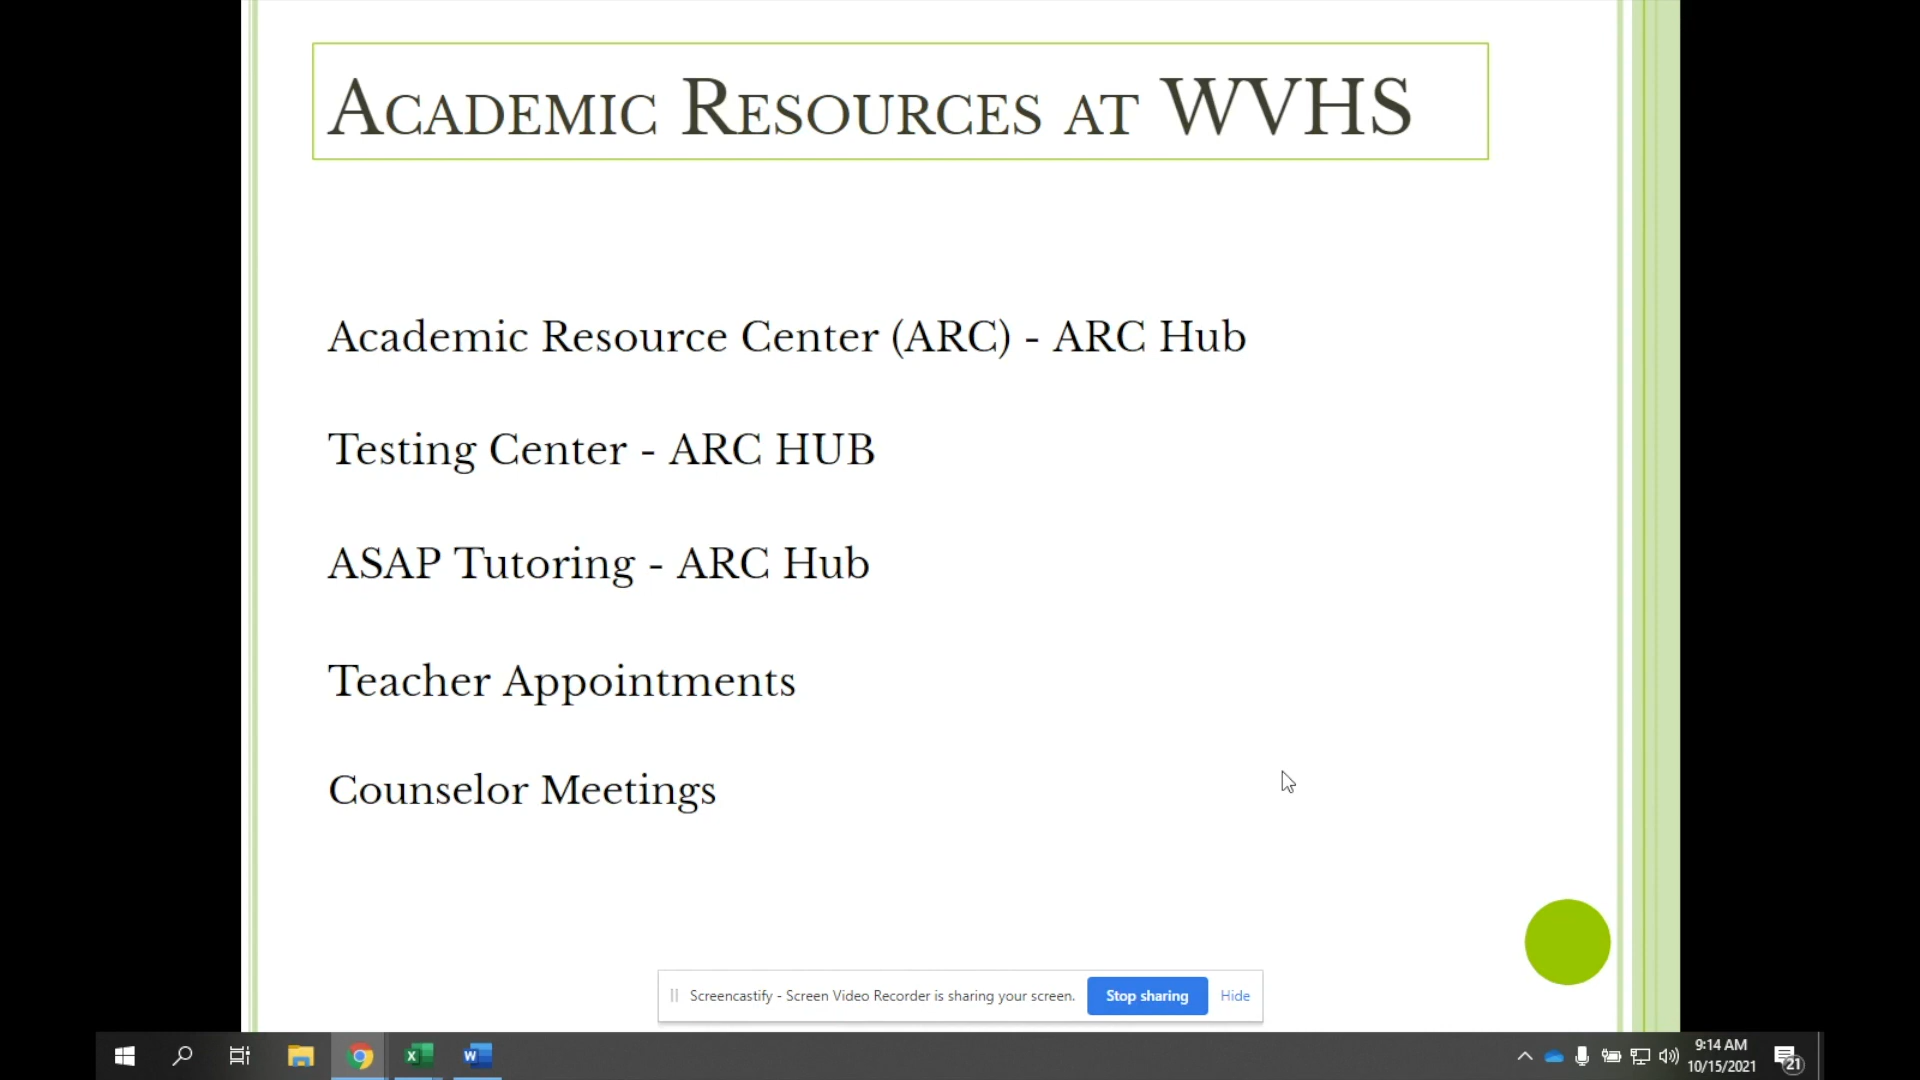 Academic Resources at WVHS
Academic Resource Center (ARC) - ARC Hub
Testing Center - ARC HUB
ASAP Tutoring - ARC Hub
Teacher Appointments
Counselor Meetings
Screencastify - Screen Video Recorder is sharing your screen. Stop sharing Hide
9:14 AM
10/15/2021
21